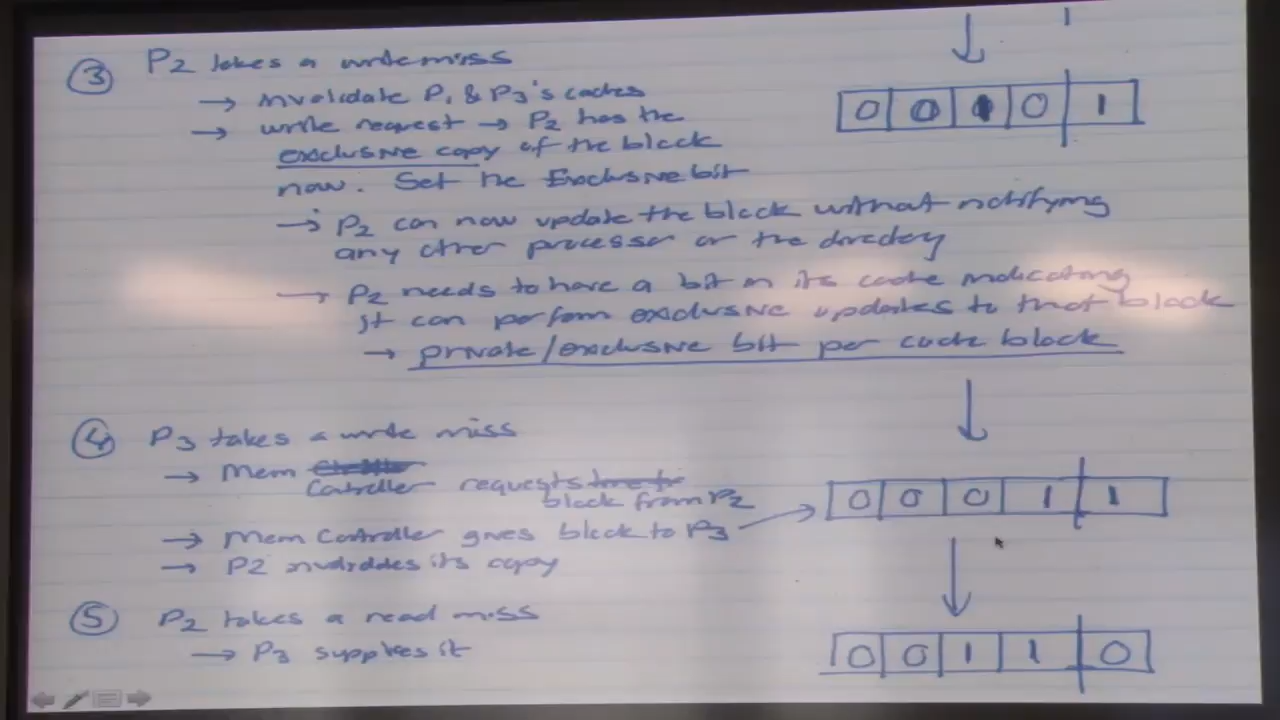 ③ P2 takes a write miss
→ Invalidate P1 & P3's caches
→ write request → P2 has the
exclusive copy of the block
now. Set the Exclusive bit
→ P2 can now update the block without notifying
any other processor or the directory
→ P2 needs to have a bit in its cache indicating
it can perform exclusive updates to that block
→ private/exclusive bit per cache block
0 0 1 0 1
④ P3 takes a write miss
→ Mem Controller requests block from P2
→ Mem Controller gives block to P3
→ P2 invalidates its copy
0 0 0 1 1
⑤ P2 takes a read miss
→ P3 supplies it
0 0 1 1 0